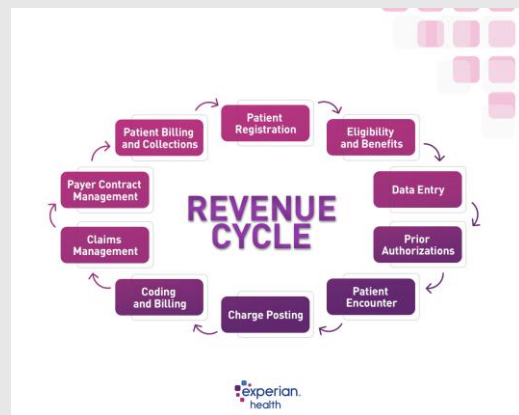 Patient
Registration
Eligibility
and Benefits
Data Entry
Prior
Authorizations
Patient
Encounter
Charge Posting
Coding
and Billing
Claims
Management
Payer Contract
Management
Patient Billing
and Collections
REVENUE
CYCLE
experian.
health